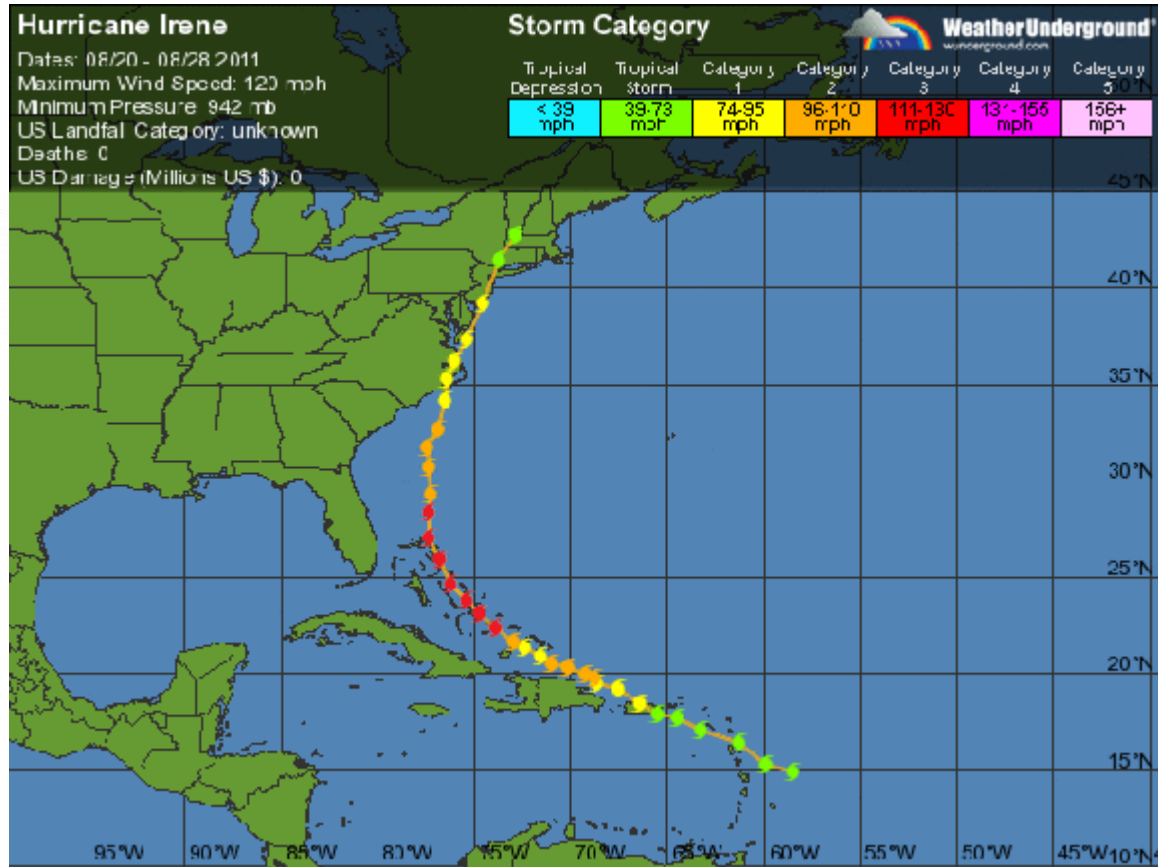 Hurricane Irene
Dates: 08/20 - 08/28 2011
Maximum Wind Speed: 120 mph
Minimum Pressure 942 mb
US Landfall Category: unknown
Deaths: 0
US Damage (Millions US $): 0
Storm Category
WeatherUnderground
wunderground.com
Tropical Depression
< 39 mph
Tropical Storm
39-73 mph
Category 1
74-95 mph
Category 2
96-110 mph
Category 3
111-130 mph
Category 4
131-155 mph
Category 5
156+ mph
50°N
45°N
40°N
35°N
30°N
25°N
20°N
15°N
95°W 90°W 85°W 80°W 75°W 70°W 65°W 60°W 55°W 50°W 45°W 10°